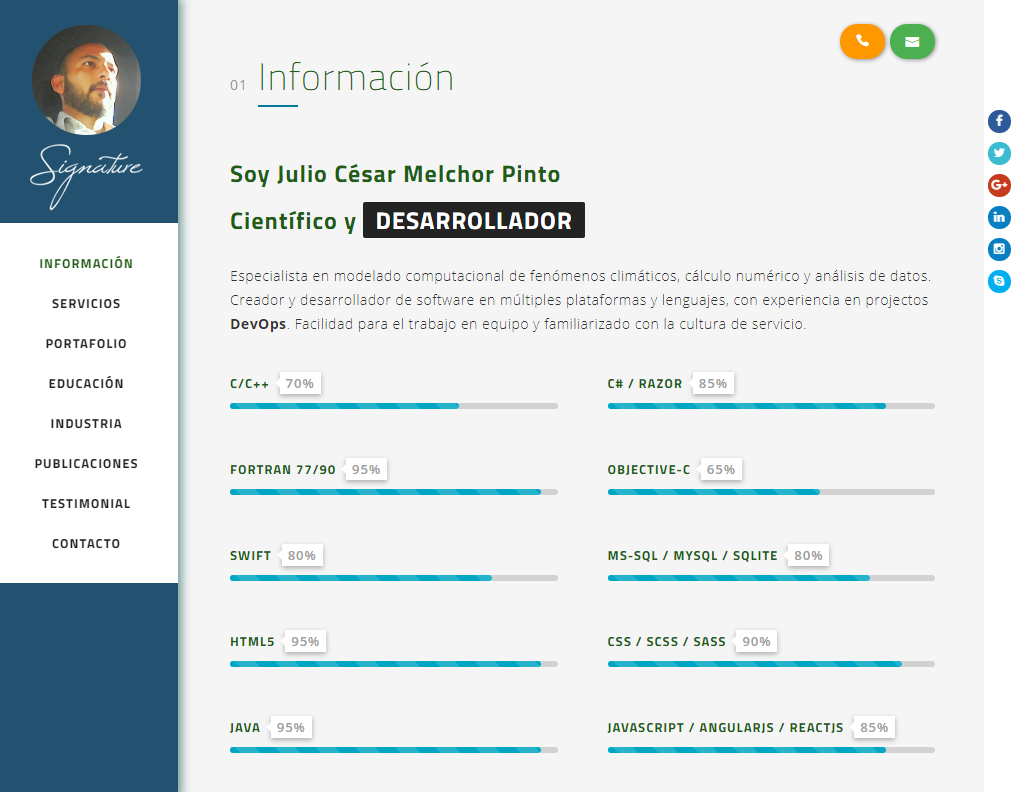 Signature
INFORMACIÓN
SERVICIOS
PORTAFOLIO
EDUCACIÓN
INDUSTRIA
PUBLICACIONES
TESTIMONIAL
CONTACTO
01 Información
Soy Julio César Melchor Pinto
Científico y DESARROLLADOR
Especialista en modelado computacional de fenómenos climáticos, cálculo numérico y análisis de datos.
Creador y desarrollador de software en múltiples plataformas y lenguajes, con experiencia en projectos
DevOps. Facilidad para el trabajo en equipo y familiarizado con la cultura de servicio.
C/C++ 70%
C# / RAZOR 85%
FORTRAN 77/90 95%
OBJECTIVE-C 65%
SWIFT 80%
MS-SQL / MYSQL / SQLITE 80%
HTML5 95%
CSS / SCSS / SASS 90%
JAVA 95%
JAVASCRIPT / ANGULARJS / REACTJS 85%